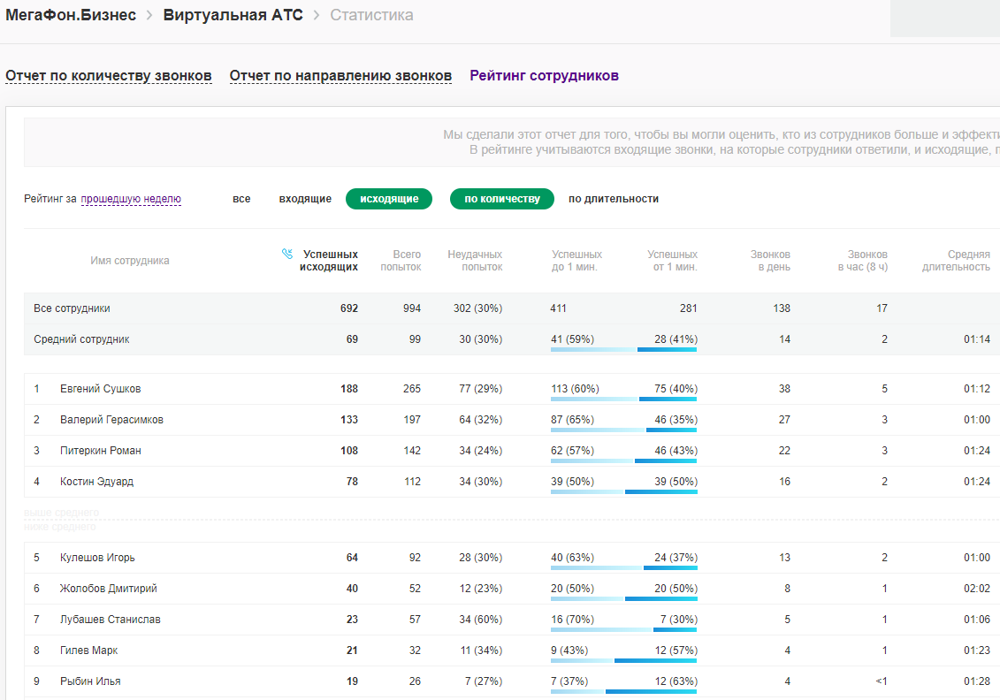 МегаФон.Бизнес > Виртуальная АТС > Статистика
Отчет по количеству звонков Отчет по направлению звонков Рейтинг сотрудников
Мы сделали этот отчет для того, чтобы вы могли оценить, кто из сотрудников больше и эффекти
В рейтинге учитываются входящие звонки, на которые сотрудники ответили, и исходящие, п
Рейтинг за прошедшую неделю все входящие исходящие по количеству по длительности
Имя сотрудника Успешных исходящих Всего попыток Неудачных попыток Успешных до 1 мин. Успешных от 1 мин. Звонков в день Звонков в час (8 ч) Средняя длительность
Все сотрудники 692 994 302 (30%) 411 281 138 17
Средний сотрудник 69 99 30 (30%) 41 (59%) 28 (41%) 14 2 01:14
1 Евгений Сушков 188 265 77 (29%) 113 (60%) 75 (40%) 38 5 01:12
2 Валерий Герасимков 133 197 64 (32%) 87 (65%) 46 (35%) 27 3 01:00
3 Питеркин Роман 108 142 34 (24%) 62 (57%) 46 (43%) 22 3 01:24
4 Костин Эдуард 78 112 34 (30%) 39 (50%) 39 (50%) 16 2 01:24
выше среднего
ниже среднего
5 Кулешов Игорь 64 92 28 (30%) 40 (63%) 24 (37%) 13 2 01:00
6 Жолобов Дмитирий 40 52 12 (23%) 20 (50%) 20 (50%) 8 1 02:02
7 Лубашев Станислав 23 57 34 (60%) 16 (70%) 7 (30%) 5 1 01:06
8 Гилев Марк 21 32 11 (34%) 9 (43%) 12 (57%) 4 1 01:23
9 Рыбин Илья 19 26 7 (27%) 7 (37%) 12 (63%) 4 <1 01:28